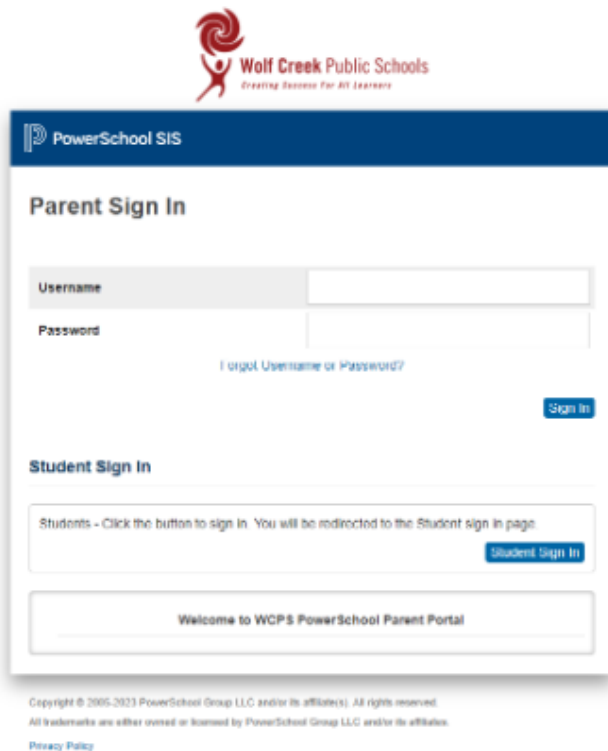 Wolf Creek Public Schools
Creating Success For All Learners
PowerSchool SIS
Parent Sign In
Username
Password
Forgot Username or Password?
Sign In
Student Sign In
Students - Click the button to sign in. You will be redirected to the Student sign in page.
Student Sign In
Welcome to WCPS PowerSchool Parent Portal
Copyright © 2005-2023 PowerSchool Group LLC and/or its affiliate(s). All rights reserved.
All trademarks are either owned or licensed by PowerSchool Group LLC and/or its affiliates.
Privacy Policy